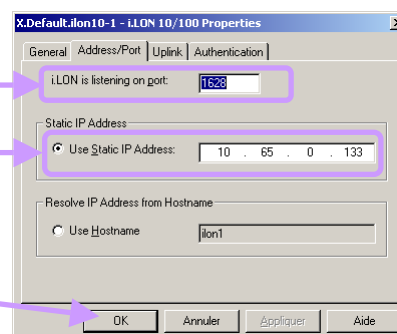 X.Default.ilon10-1 - i.LON 10/100 Properties
General Address/Port Uplink Authentication
i.LON is listening on port: 1628
Static IP Address
Use Static IP Address: 10 . 65 . 0 . 133
Resolve IP Address from Hostname
Use Hostname ilon1
OK Annuler Appliquer Aide